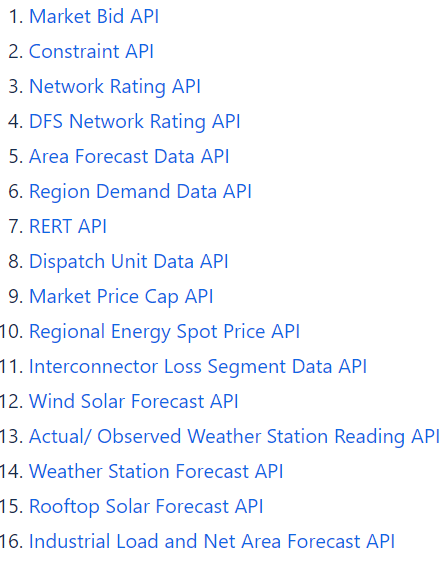 1. Market Bid API
2. Constraint API
3. Network Rating API
4. DFS Network Rating API
5. Area Forecast Data API
6. Region Demand Data API
7. RERT API
8. Dispatch Unit Data API
9. Market Price Cap API
10. Regional Energy Spot Price API
11. Interconnector Loss Segment Data API
12. Wind Solar Forecast API
13. Actual/ Observed Weather Station Reading API
14. Weather Station Forecast API
15. Rooftop Solar Forecast API
16. Industrial Load and Net Area Forecast API